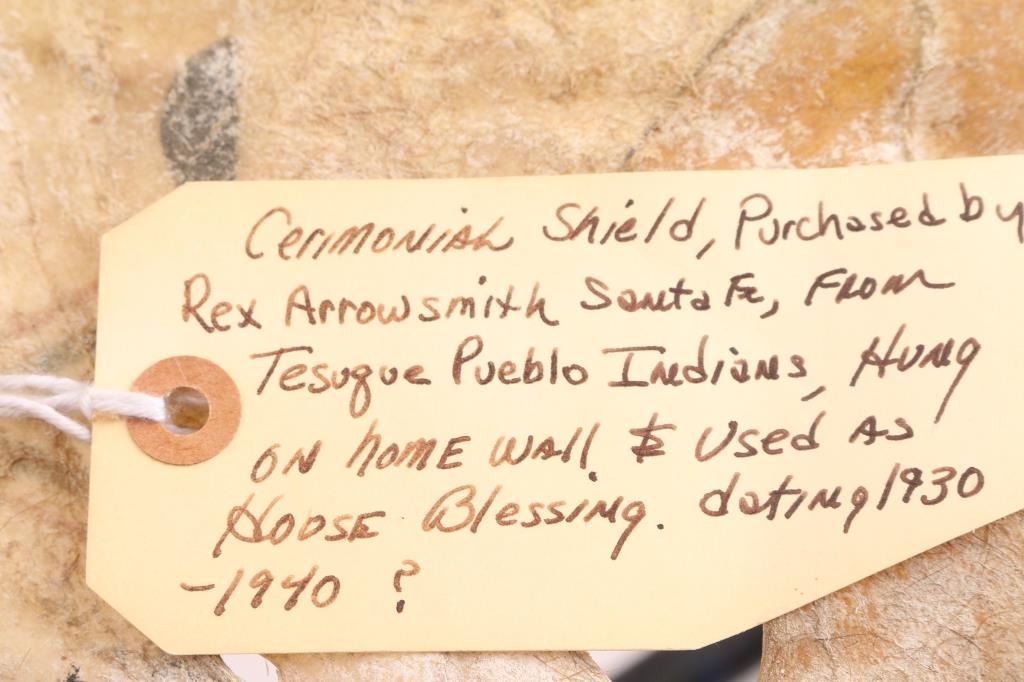 Cerimonial Shield, Purchased by
Rex Arrowsmith Santa Fe, From
Tesuque Pueblo Indians, Hung
on home wall. & Used As
House Blessing. dating 1930
-1940 ?